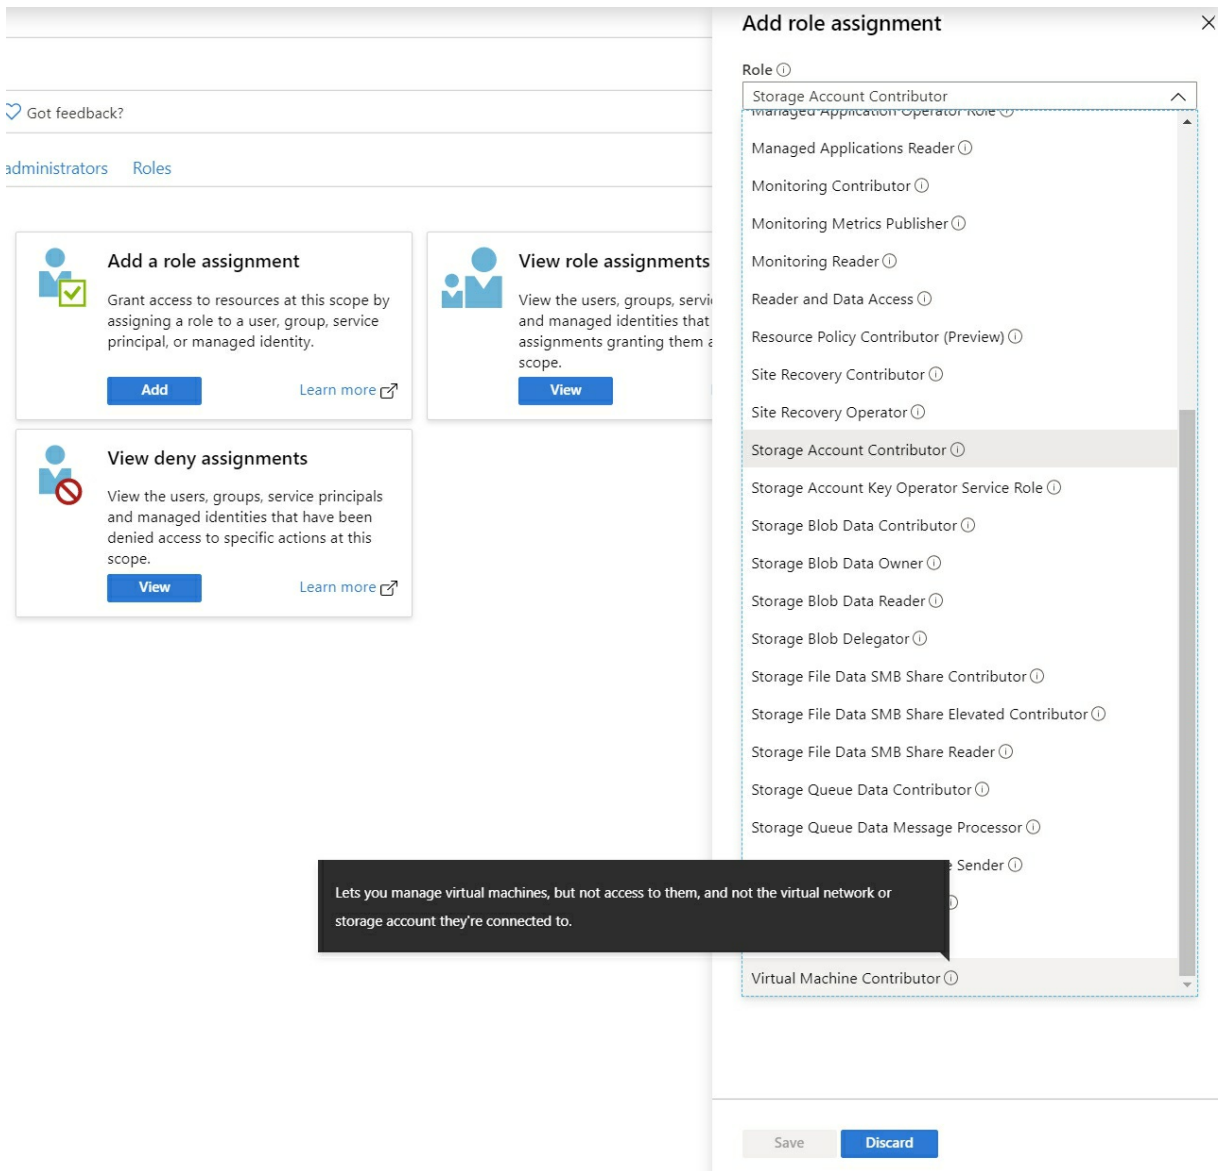 Add role assignment
Role
Storage Account Contributor
Got feedback?
administrators Roles
Add a role assignment
Grant access to resources at this scope by
assigning a role to a user, group, service
principal, or managed identity.
Add Learn more
View role assignments
View the users, groups, servi
and managed identities that
assignments granting them a
scope.
View
View deny assignments
View the users, groups, service principals
and managed identities that have been
denied access to specific actions at this
scope.
View Learn more
Managed Application Operator Role
Managed Applications Reader
Monitoring Contributor
Monitoring Metrics Publisher
Monitoring Reader
Reader and Data Access
Resource Policy Contributor (Preview)
Site Recovery Contributor
Site Recovery Operator
Storage Account Contributor
Storage Account Key Operator Service Role
Storage Blob Data Contributor
Storage Blob Data Owner
Storage Blob Data Reader
Storage Blob Delegator
Storage File Data SMB Share Contributor
Storage File Data SMB Share Elevated Contributor
Storage File Data SMB Share Reader
Storage Queue Data Contributor
Storage Queue Data Message Processor
Sender
Lets you manage virtual machines, but not access to them, and not the virtual network or
storage account they're connected to.
Virtual Machine Contributor
Save Discard